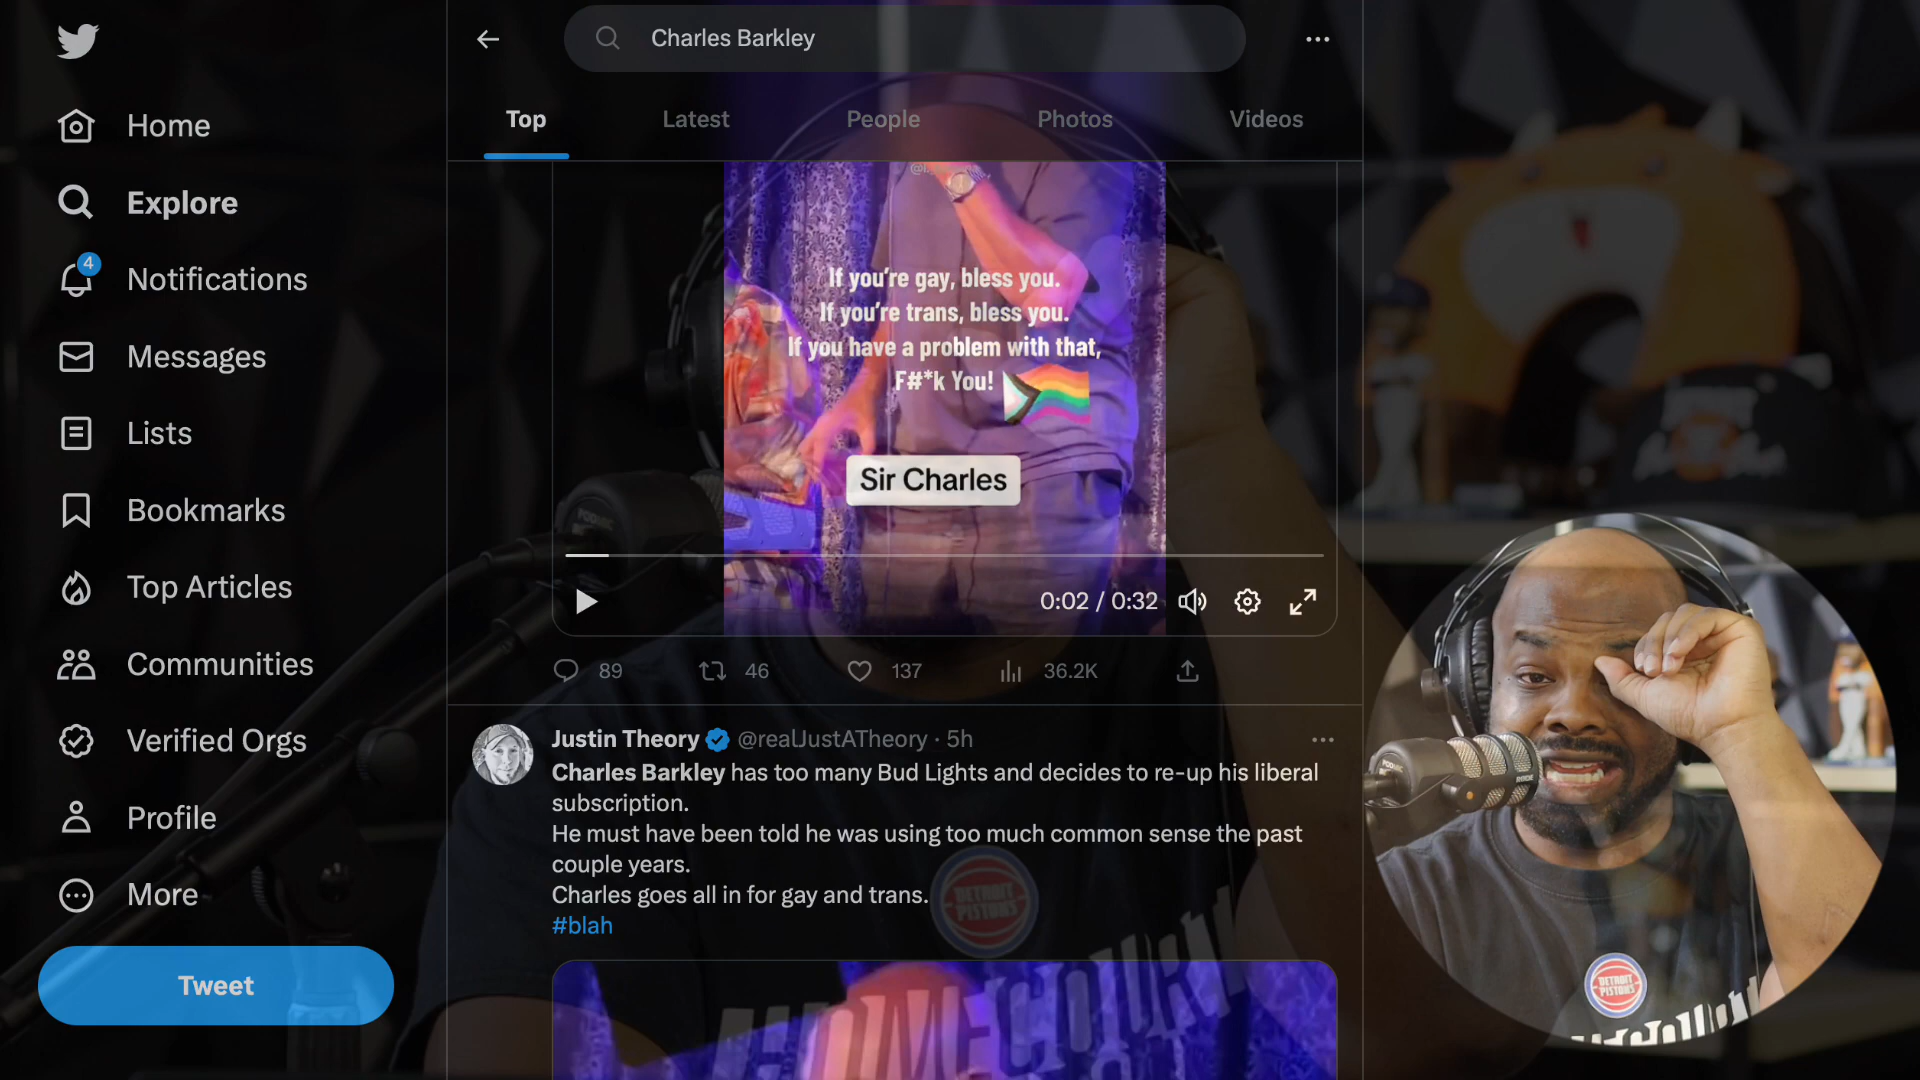 Charles Barkley
Home
Explore
4
Notifications
Messages
Lists
Bookmarks
Top Articles
Communities
Verified Orgs
Profile
More
Tweet
Top
Latest
People
Photos
Videos
If you're gay, bless you.
If you're trans, bless you.
If you have a problem with that,
F#*k You!
Sir Charles
0:02 / 0:32
89
46
137
36.2K
Justin Theory @realJustATheory · 5h
Charles Barkley has too many Bud Lights and decides to re-up his liberal
subscription.
He must have been told he was using too much common sense the past
couple years.
Charles goes all in for gay and trans.
#blah
DETROIT
PISTONS
DETROIT
PISTONS